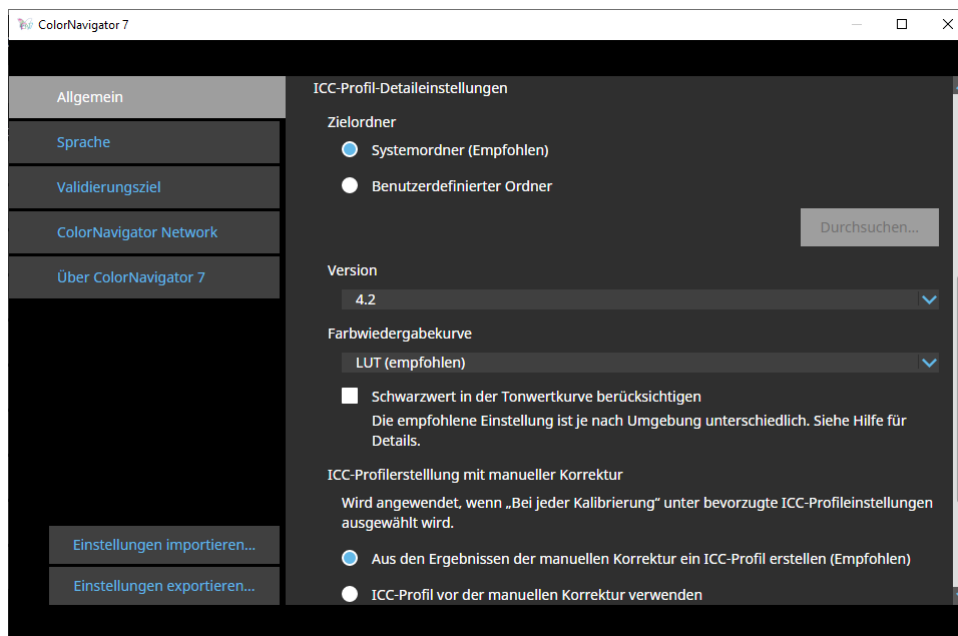 ColorNavigator 7
Allgemein
Sprache
Validierungsziel
ColorNavigator Network
Über ColorNavigator 7
Einstellungen importieren...
Einstellungen exportieren...
ICC-Profil-Detaileinstellungen
Zielordner
Systemordner (Empfohlen)
Benutzerdefinierter Ordner
Durchsuchen...
Version
4.2
Farbwiedergabekurve
LUT (empfohlen)
Schwarzwert in der Tonwertkurve berücksichtigen
Die empfohlene Einstellung ist je nach Umgebung unterschiedlich. Siehe Hilfe für
Details.
ICC-Profilerstlllung mit manueller Korrektur
Wird angewendet, wenn „Bei jeder Kalibrierung“ unter bevorzugte ICC-Profileinstellungen
ausgewählt wird.
Aus den Ergebnissen der manuellen Korrektur ein ICC-Profil erstellen (Empfohlen)
ICC-Profil vor der manuellen Korrektur verwenden